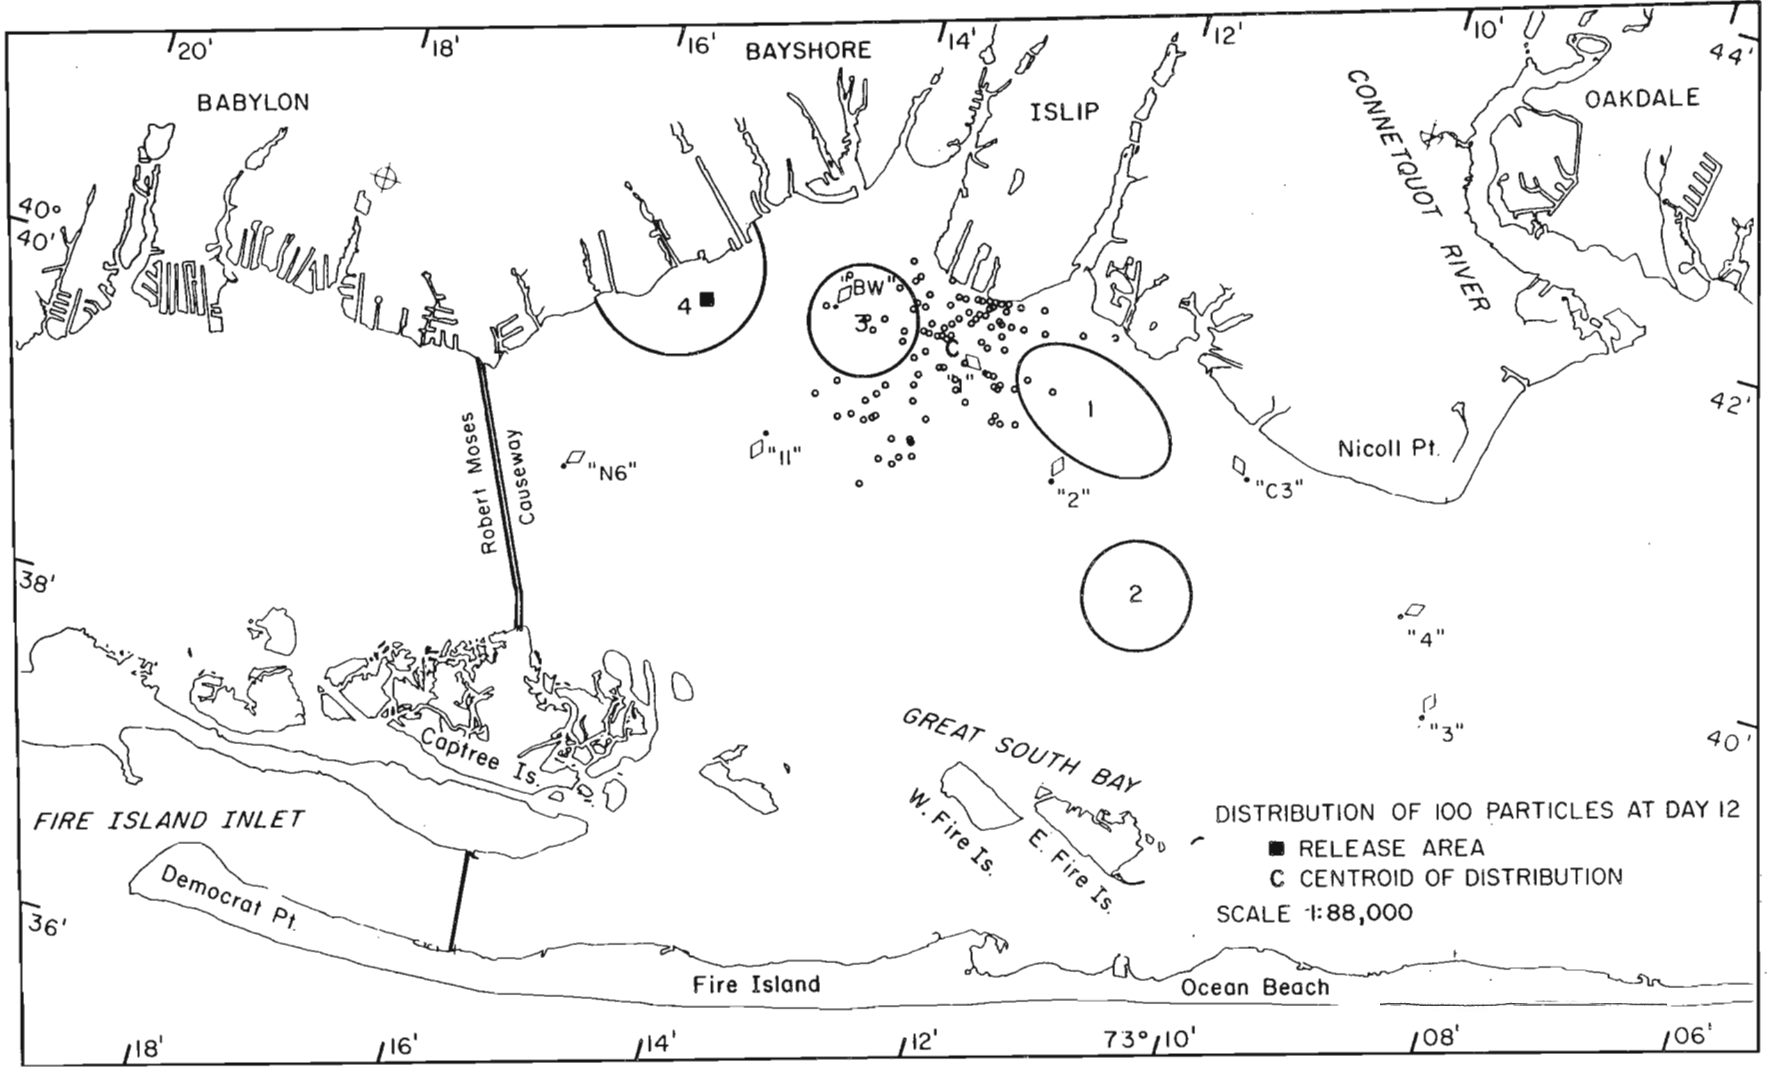 20'
18'
16'
14'
12'
10'
44'
BAYSHORE
BABYLON
ISLIP
OAKDALE
CONNETQUOT
RIVER
40°
40'
"BW"
4
3
C
"1"
1
42'
Robert Moses
Causeway
"N6"
"11"
"2"
"C3"
Nicoll Pt.
38'
2
"4"
"3"
40'
GREAT SOUTH BAY
Captree Is.
W. Fire Is.
E. Fire Is.
FIRE ISLAND INLET
DISTRIBUTION OF 100 PARTICLES AT DAY 12
RELEASE AREA
C CENTROID OF DISTRIBUTION
SCALE 1:88,000
Democrat Pt.
36'
Fire Island
Ocean Beach
18'
16'
14'
12'
73° 10'
08'
06'